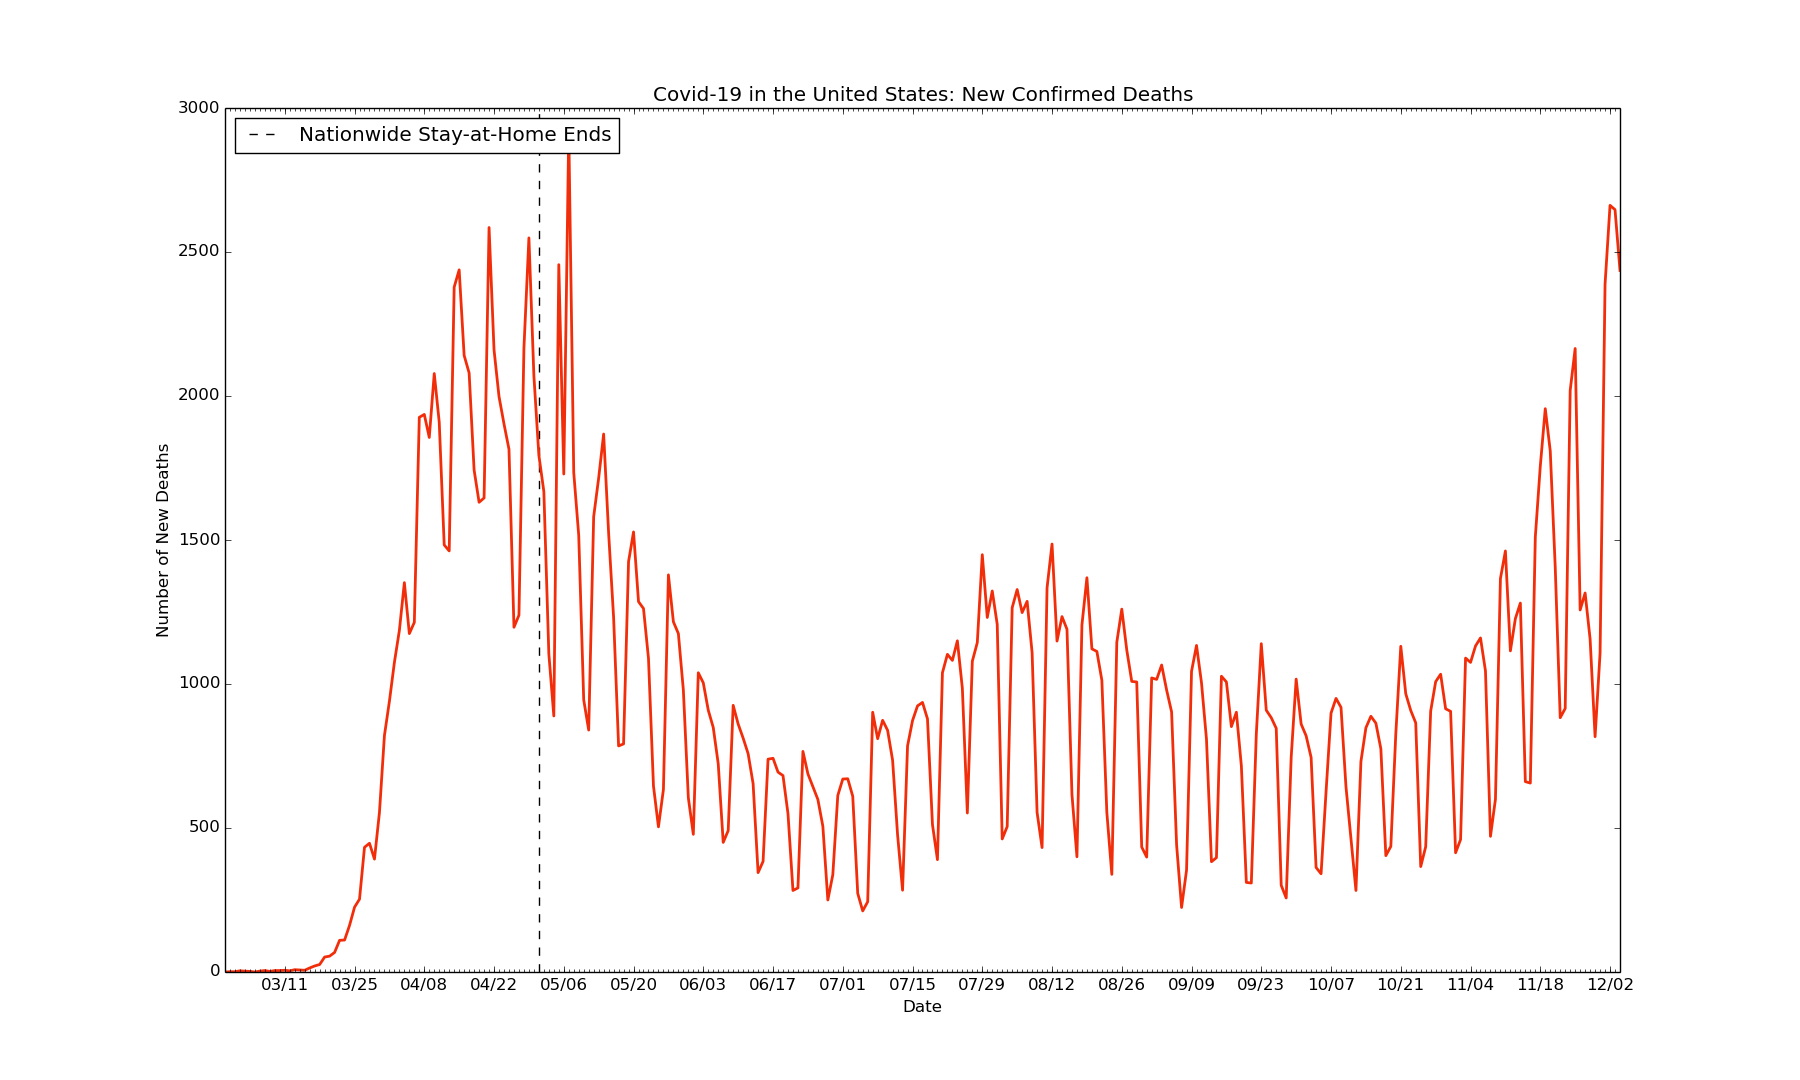 Covid-19 in the United States: New Confirmed Deaths
Nationwide Stay-at-Home Ends
Number of New Deaths
3000
2500
2000
1500
1000
500
0
03/11 03/25 04/08 04/22 05/06 05/20 06/03 06/17 07/01 07/15 07/29 08/12 08/26 09/09 09/23 10/07 10/21 11/04 11/18 12/02
Date